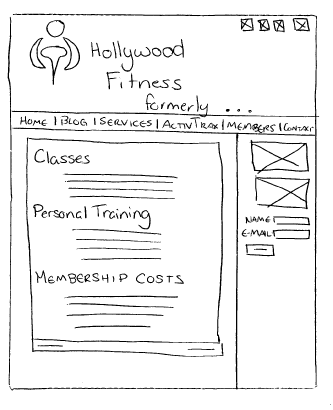 Hollywood
Fitness
formerly ...
HOME | BLOG | SERVICES | ACTIVTRAX | MEMBERS | CONTACT
Classes
Personal Training
MEMBERSHIP COSTS
NAME
E-MAIL